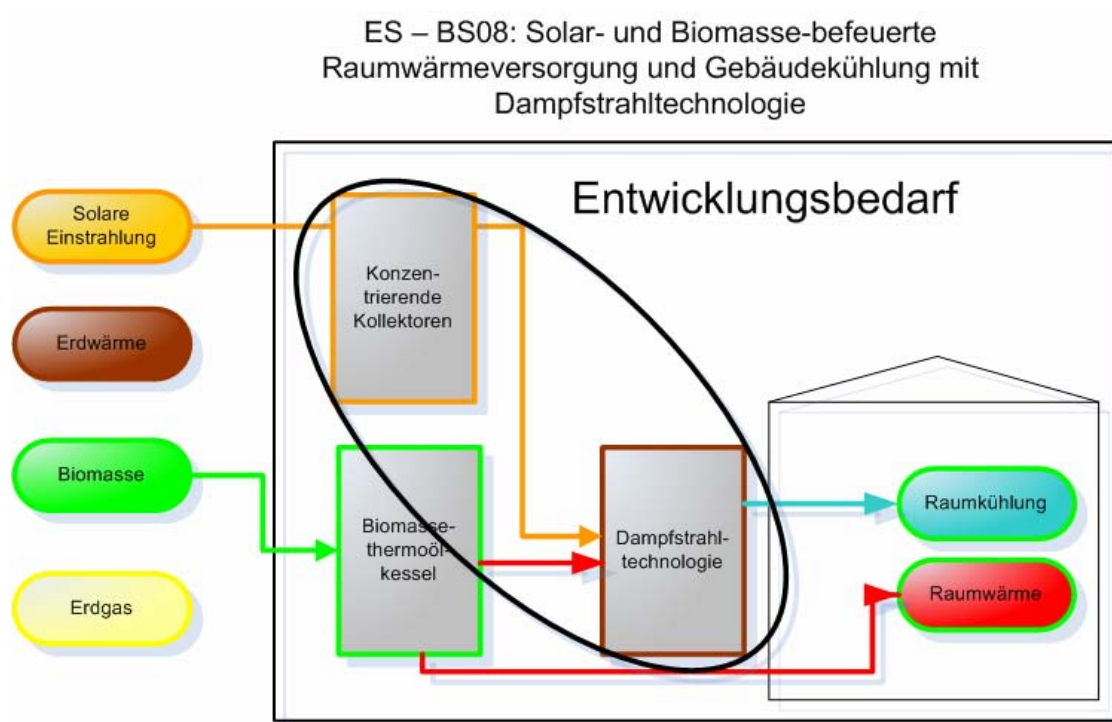 ES – BS08: Solar- und Biomasse-befeuerte
Raumwärmeversorgung und Gebäudekühlung mit
Dampfstrahltechnologie
Entwicklungsbedarf
Solare
Einstrahlung
Konzen-
trierende
Kollektoren
Erdwärme
Biomasse
Biomasse-
thermoöl-
kessel
Dampfstrahl-
technologie
Raumkühlung
Raumwärme
Erdgas